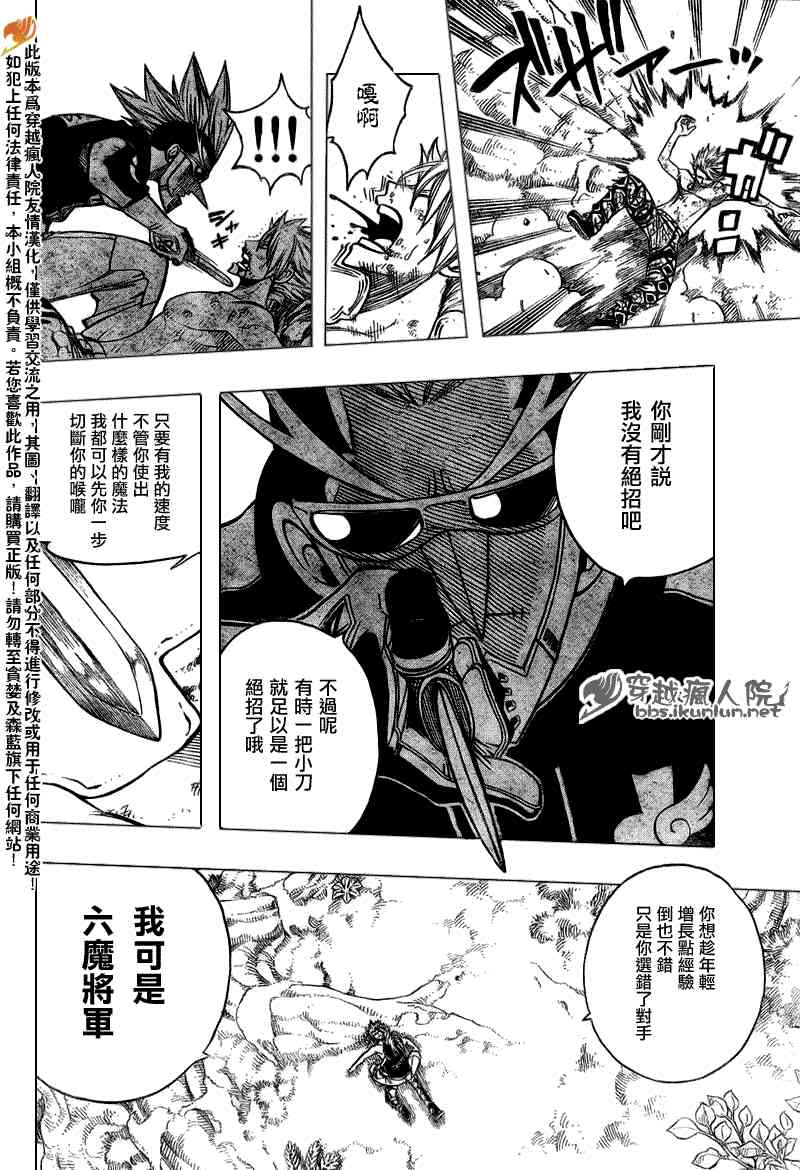 ズザァァァ
ドゴ
嘎啊
!!!
你剛才説
我沒有絕招吧
不過呢
有時一把小刀
就足以是一個
絕招了哦
只要有我的速度
不管你使出
什麼樣的魔法
我都可以先你一步
切斷你的喉嚨
你想趁年輕
增長點經驗
倒也不錯
只是你選錯了對手
我可是
六魔將軍
穿越瘋人院
bbs.ikunlun.net
此版本爲穿越瘋人院友情漢化，僅供學習交流之用，其圖、翻譯以及任何部分不得進行修改或用于任何商業用途！
如犯上任何法律責任，本小組概不負責。若您喜歡此作品，請購買正版！請勿轉至貪婪及森藍旗下任何網站！